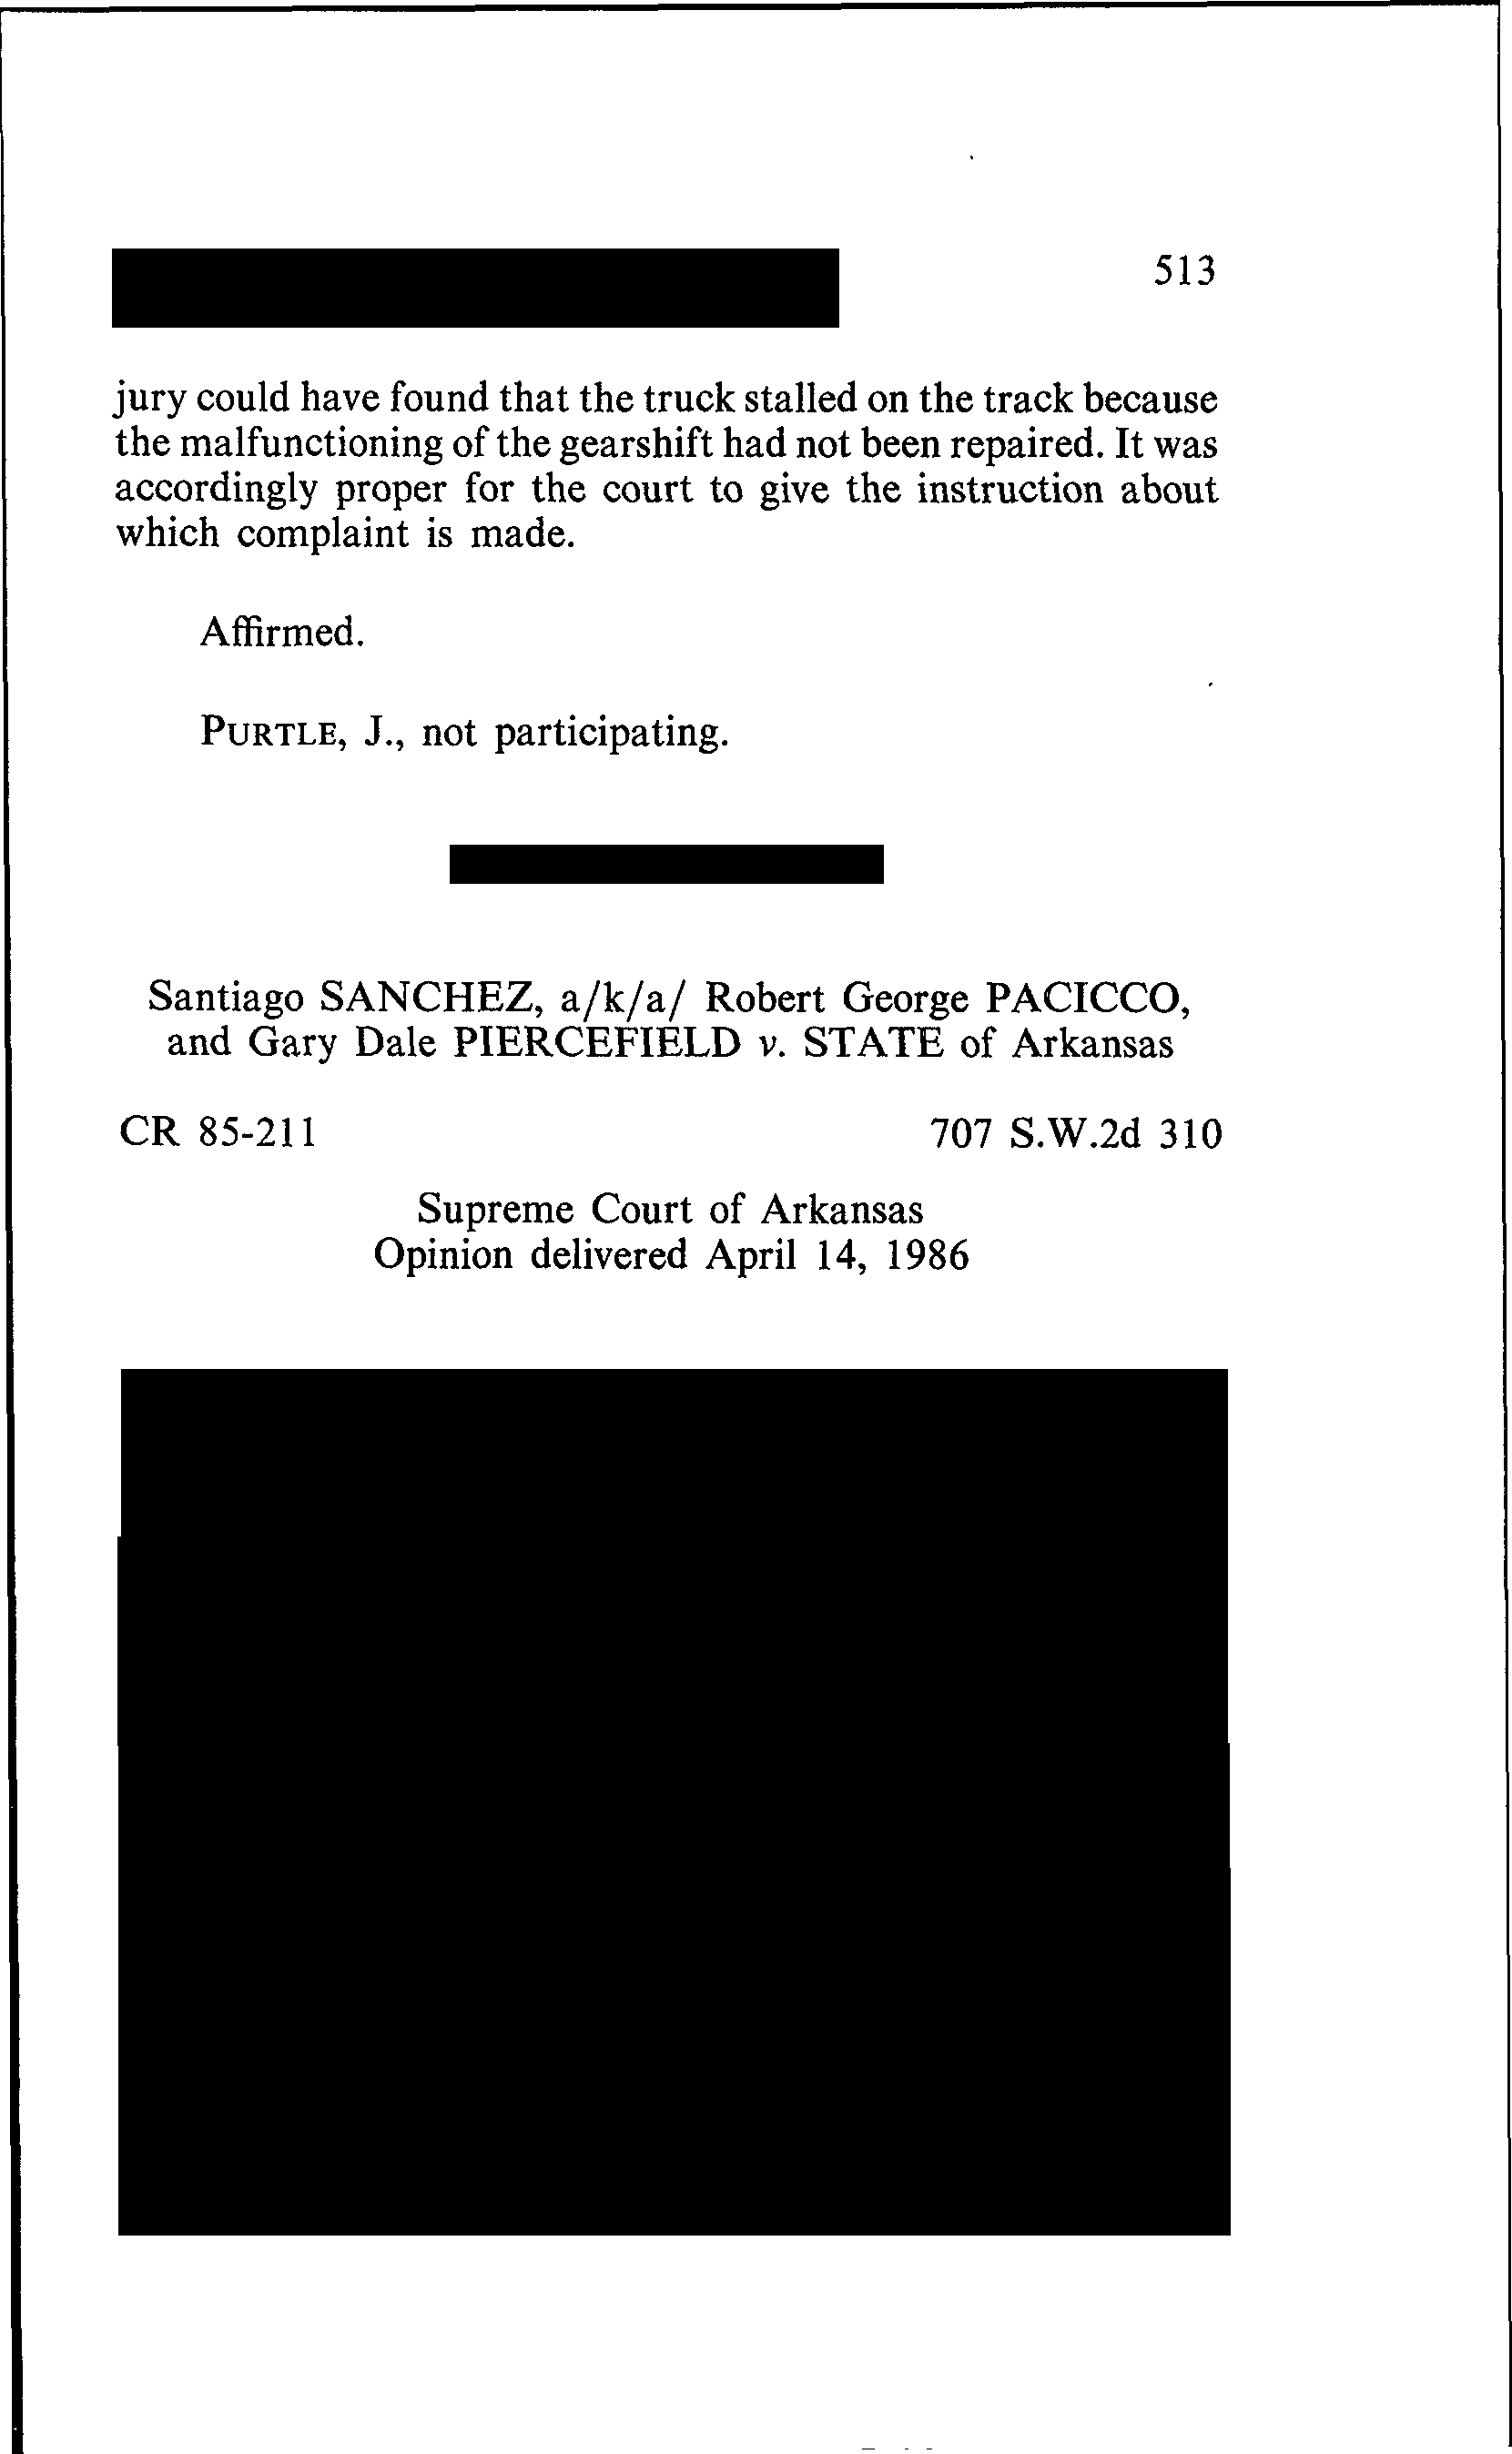 513
jury could have found that the truck stalled on the track because
the malfunctioning of the gearshift had not been repaired. It was
accordingly proper for the court to give the instruction about
which complaint is made.
Affirmed.
PURTLE, J., not participating.
Santiago SANCHEZ, a/k/a/ Robert George PACICCO,
and Gary Dale PIERCEFIELD v. STATE of Arkansas
CR 85-211
707 S.W.2d 310
Supreme Court of Arkansas
Opinion delivered April 14, 1986